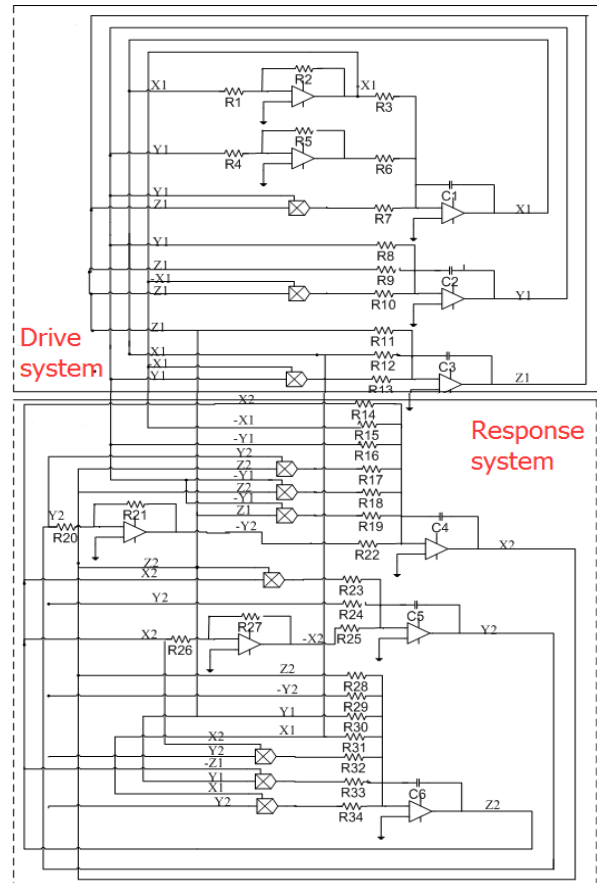 X1
R1
R2
-X1
R3
Y1
R4
R5
R6
Y1
Z1
R7
C1
X1
Y1
R8
Z1
R9
-X1
Z1
R10
C2
Y1
Drive
system
Z1
R11
X1
R12
-X1
Y1
R13
C3
Z1
X2
R14
-X1
R15
-Y1
R16
Response
system
Y2
Z2
R17
-Y1
Z2
R18
-Y1
Z1
R19
Y2
R20
R21
-Y2
R22
C4
X2
Z2
X2
R23
Y2
R24
C5
Y2
X2
R26
R27
-X2
R25
Z2
R28
-Y2
R29
Y1
R30
X1
R31
X2
Y2
R32
-Z1
Y1
R33
X1
Y2
R34
C6
Z2